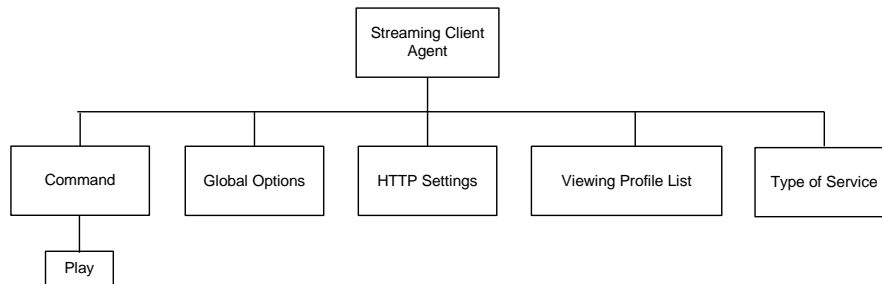 Streaming Client
Agent
Command
Global Options
HTTP Settings
Viewing Profile List
Type of Service
Play